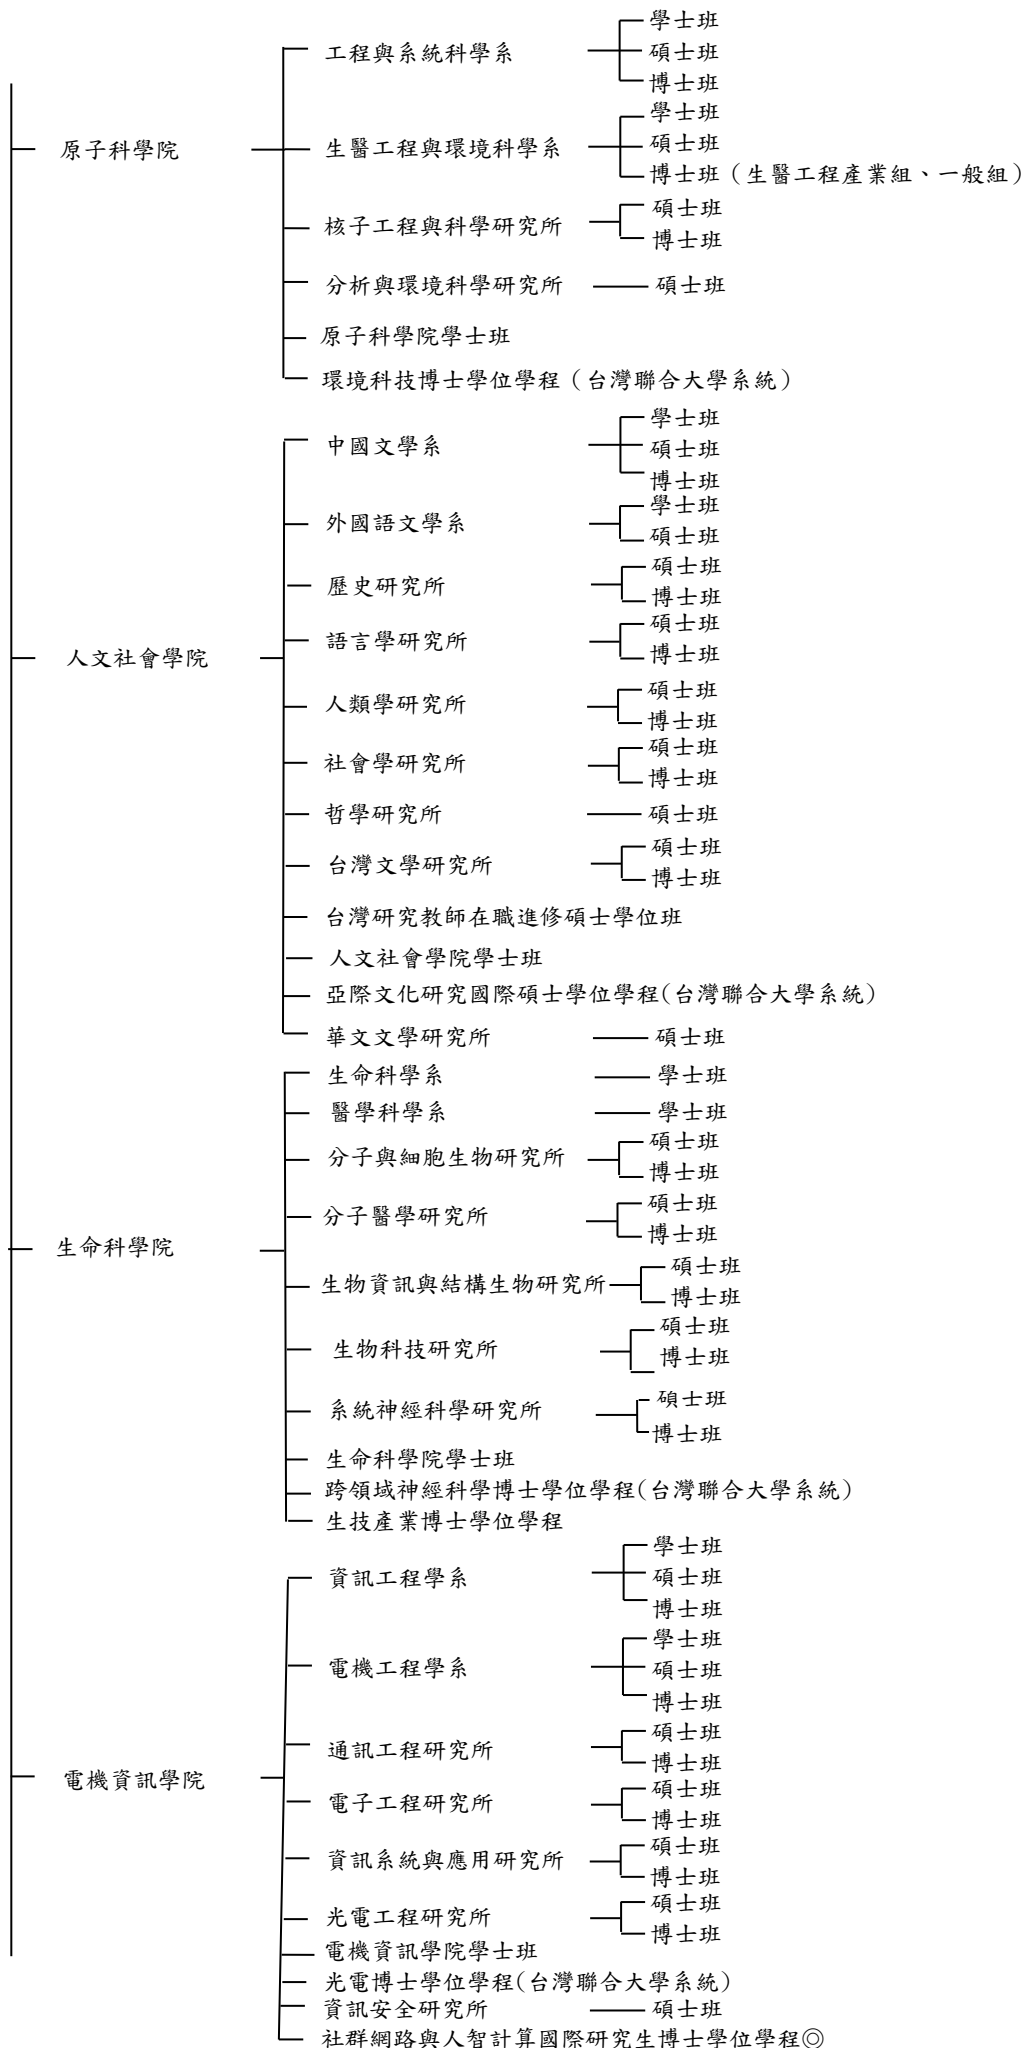 原子科學院
工程與系統科學系
學士班
碩士班
博士班
生醫工程與環境科學系
學士班
碩士班
博士班（生醫工程產業組、一般組）
核子工程與科學研究所
碩士班
博士班
分析與環境科學研究所
碩士班
原子科學院學士班
環境科技博士學位學程（台灣聯合大學系統）
人文社會學院
中國文學系
學士班
碩士班
博士班
外國語文學系
學士班
碩士班
歷史研究所
碩士班
博士班
語言學研究所
碩士班
博士班
人類學研究所
碩士班
博士班
社會學研究所
碩士班
博士班
哲學研究所
碩士班
台灣文學研究所
碩士班
博士班
台灣研究教師在職進修碩士學位班
人文社會學院學士班
亞際文化研究國際碩士學位學程(台灣聯合大學系統)
華文文學研究所
碩士班
生命科學院
生命科學系
學士班
醫學科學系
學士班
分子與細胞生物研究所
碩士班
博士班
分子醫學研究所
碩士班
博士班
生物資訊與結構生物研究所
碩士班
博士班
生物科技研究所
碩士班
博士班
系統神經科學研究所
碩士班
博士班
生命科學院學士班
跨領域神經科學博士學位學程(台灣聯合大學系統)
生技產業博士學位學程
電機資訊學院
資訊工程學系
學士班
碩士班
博士班
電機工程學系
學士班
碩士班
博士班
通訊工程研究所
碩士班
博士班
電子工程研究所
碩士班
博士班
資訊系統與應用研究所
碩士班
博士班
光電工程研究所
碩士班
博士班
電機資訊學院學士班
光電博士學位學程(台灣聯合大學系統)
資訊安全研究所
碩士班
社群網路與人智計算國際研究生博士學位學程◎